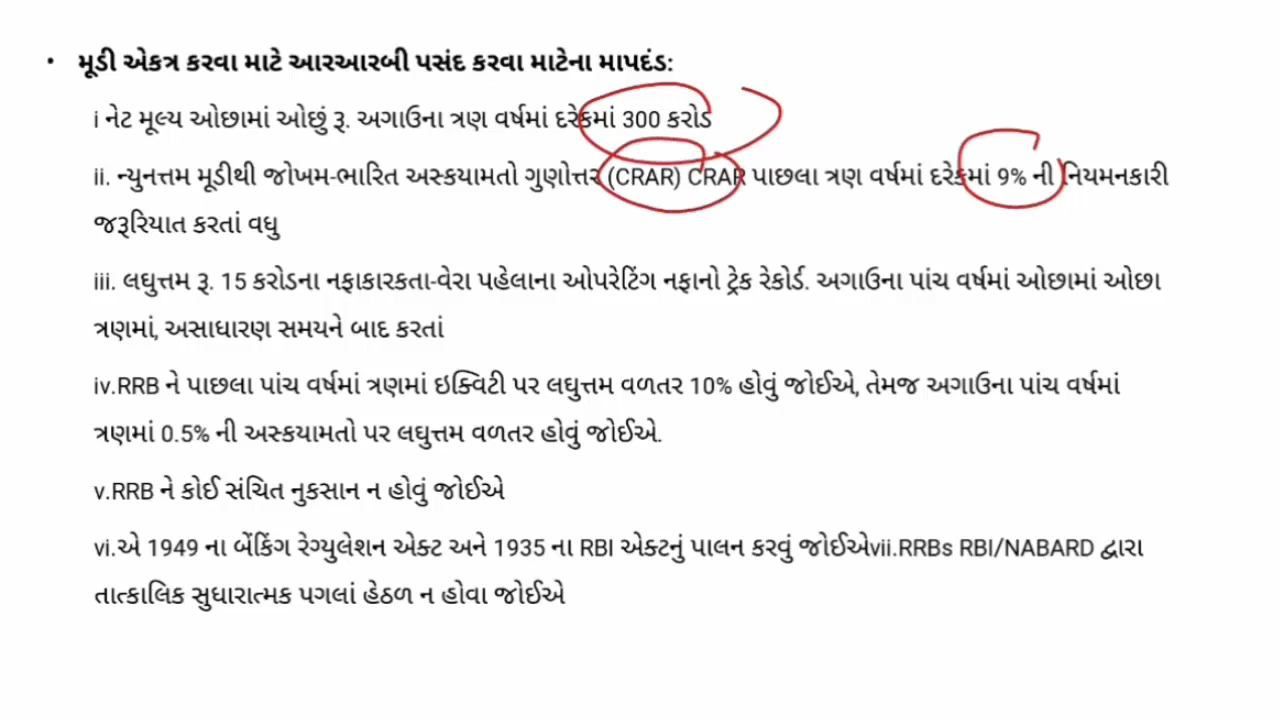 • મૂડી એકત્ર કરવા માટે આરઆરબી પસંદ કરવા માટેના માપદંડ:
i નેટ મૂલ્ય ઓછામાં ઓછું રૂ. અગાઉના ત્રણ વર્ષમાં દરેકમાં 300 કરોડ
ii. ન્યુનત્તમ મૂડીથી જોખમ-ભારિત અસ્કયામતો ગુણોત્તર (CRAR) CRAR પાછલા ત્રણ વર્ષમાં દરેકમાં 9% ની નિયમનકારી
જરૂરિયાત કરતાં વધુ
iii. લઘુત્તમ રૂ. 15 કરોડના નફાકારકતા-વેરા પહેલાના ઓપરેટિંગ નફાનો ટ્રેક રેકોર્ડ. અગાઉના પાંચ વર્ષમાં ઓછામાં ઓછા
ત્રણમાં, અસાધારણ સમયને બાદ કરતાં
iv.RRB ને પાછલા પાંચ વર્ષમાં ત્રણમાં ઇક્વિટી પર લઘુત્તમ વળતર 10% હોવું જોઈએ, તેમજ અગાઉના પાંચ વર્ષમાં
ત્રણમાં 0.5% ની અસ્કયામતો પર લઘુત્તમ વળતર હોવું જોઈએ.
v.RRB ને કોઈ સંચિત નુકસાન ન હોવું જોઈએ
vi.એ 1949 ના બેંકિંગ રેગ્યુલેશન એક્ટ અને 1935 ના RBI એક્ટનું પાલન કરવું જોઈએvii.RRBs RBI/NABARD દ્વારા
તાત્કાલિક સુધારાત્મક પગલાં હેઠળ ન હોવા જોઈએ